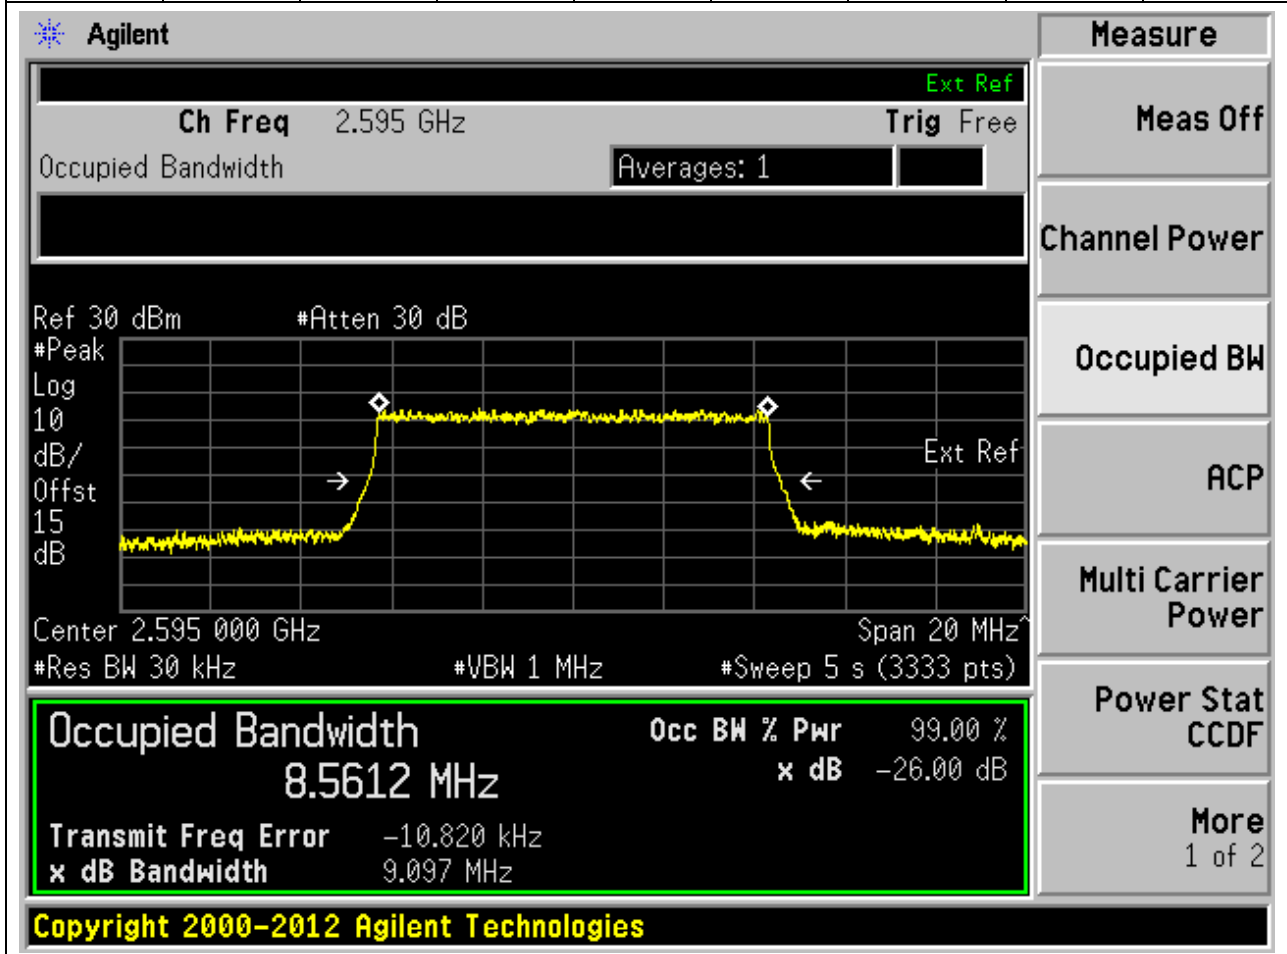 Agilent
Measure
Ext Ref
Ch Freq 2.595 GHz Trig Free
Meas Off
Occupied Bandwidth Averages: 1
Channel Power
Ref 30 dBm #Atten 30 dB
#Peak
Log
10
dB/
Offst
15
dB
Ext Ref
Occupied BW
ACP
Center 2.595 000 GHz Span 20 MHz^
#Res BW 30 kHz #VBW 1 MHz #Sweep 5 s (3333 pts)
Multi Carrier
Power
Occupied Bandwidth Occ BW % Pwr 99.00 %
8.5612 MHz x dB -26.00 dB
Transmit Freq Error -10.820 kHz
x dB Bandwidth 9.097 MHz
Power Stat
CCDF
More
1 of 2
Copyright 2000-2012 Agilent Technologies